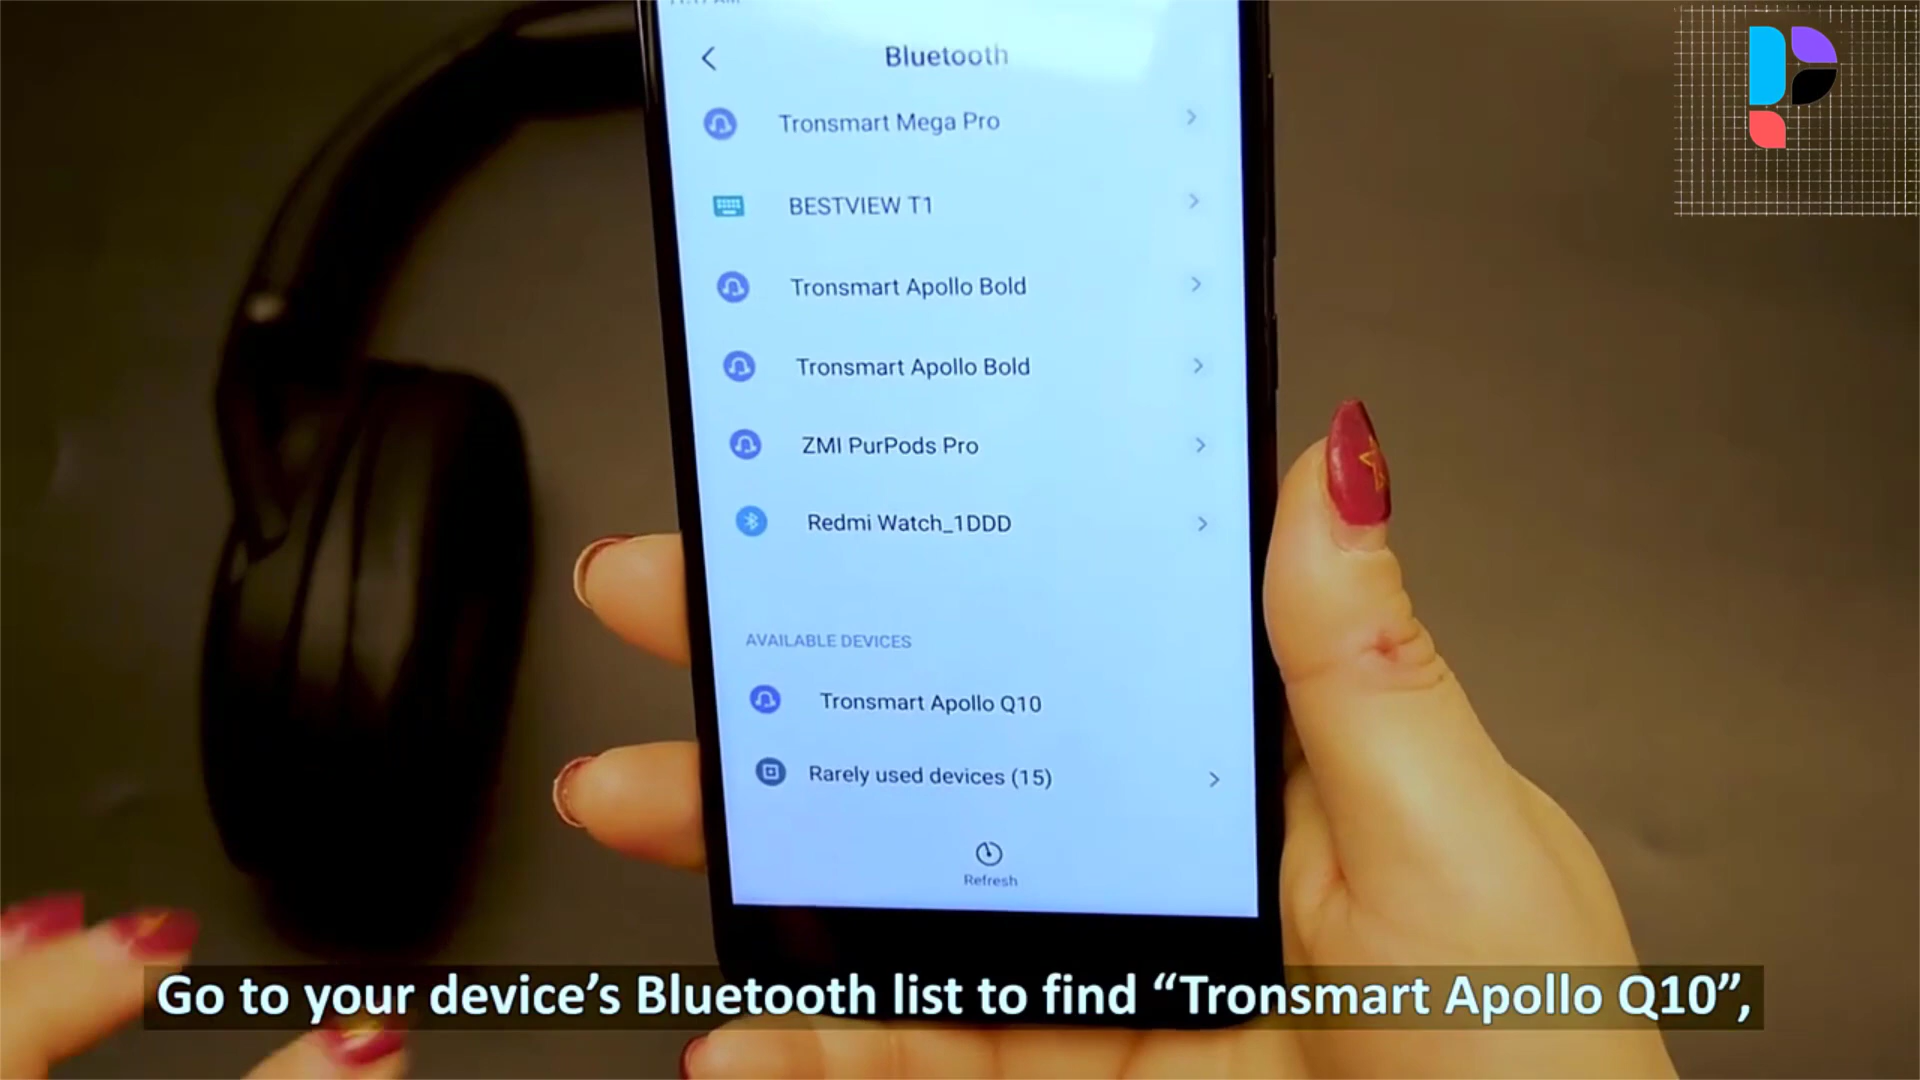 Bluetooth
Tronsmart Mega Pro
BESTVIEW T1
Tronsmart Apollo Bold
Tronsmart Apollo Bold
ZMI PurPods Pro
Redmi Watch_1DDD
AVAILABLE DEVICES
Tronsmart Apollo Q10
Rarely used devices (15)
Refresh
Go to your device’s Bluetooth list to find “Tronsmart Apollo Q10”,